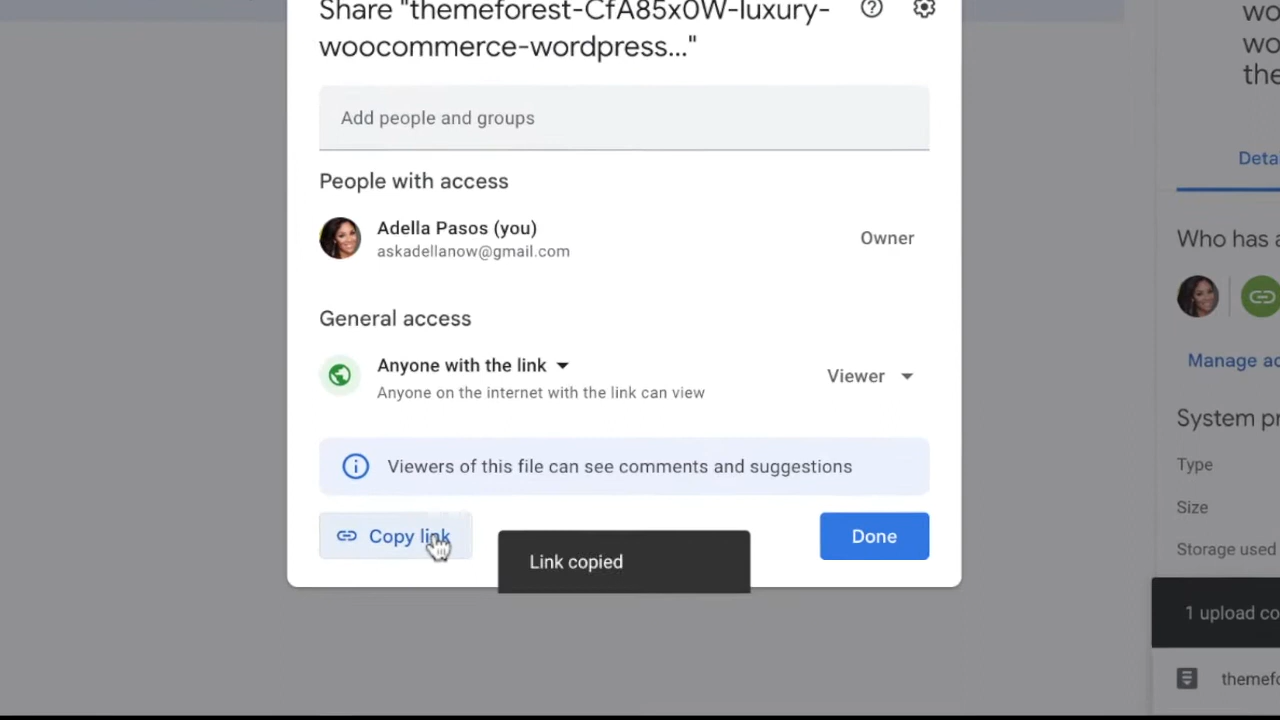 Share "themeforest-CfA85x0W-luxury-
woocommerce-wordpress..."
Add people and groups
People with access
Adella Pasos (you)
askadellanow@gmail.com
Owner
General access
Anyone with the link
Anyone on the internet with the link can view
Viewer
Viewers of this file can see comments and suggestions
Copy link
Link copied
Done
wo
wo
the
Deta
Who has a
Manage ac
System pr
Type
Size
Storage used
1 upload co
themefo